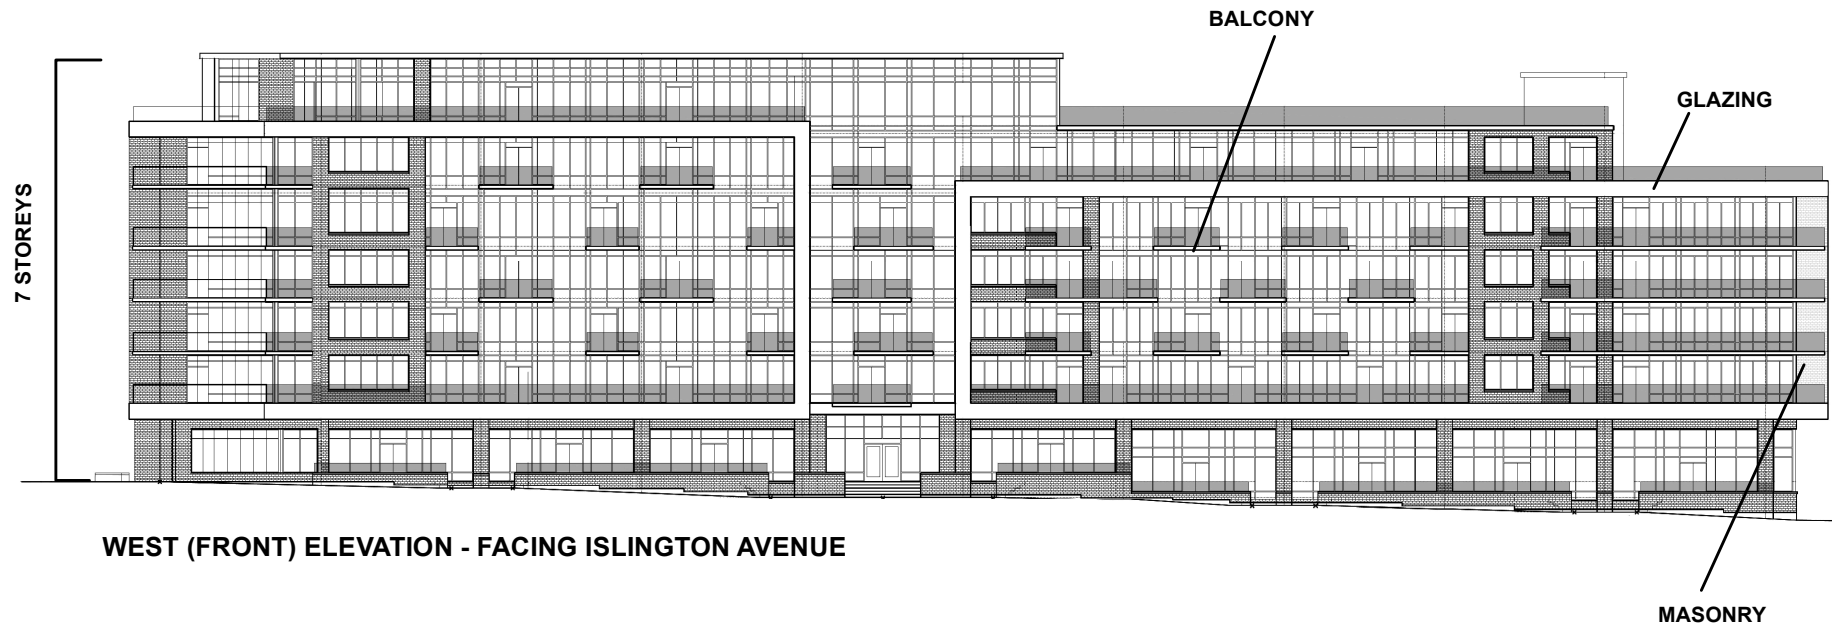 BALCONY
GLAZING
7 STOREYS
WEST (FRONT) ELEVATION - FACING ISLINGTON AVENUE
MASONRY